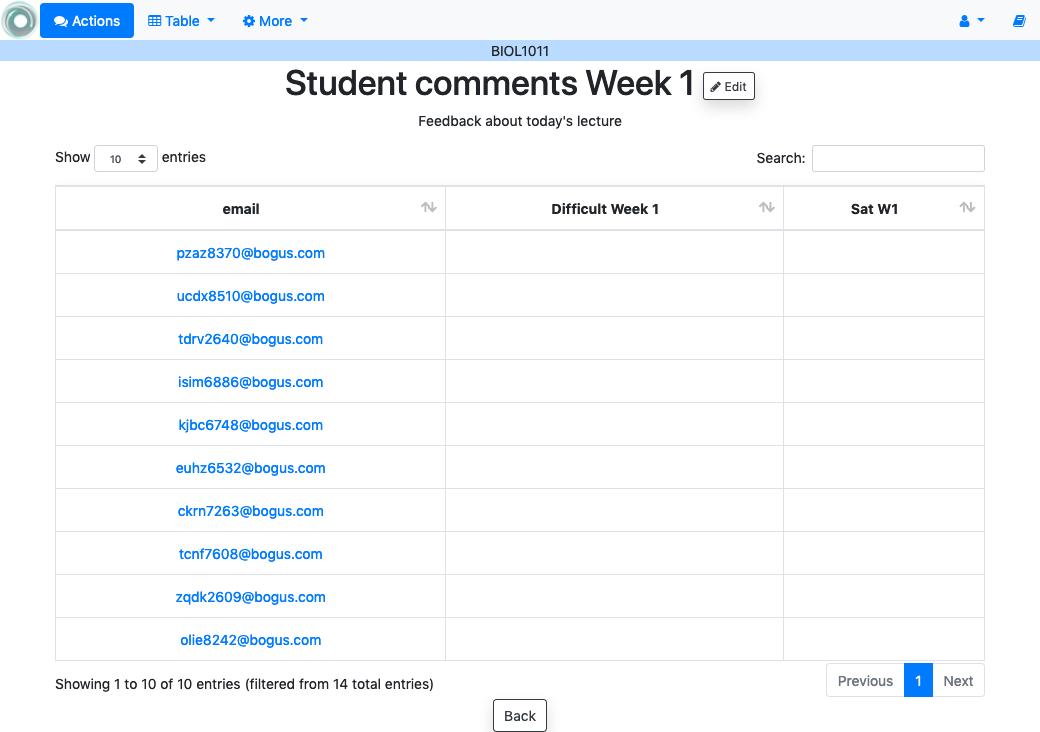 Actions Table More
BIOL1011
Student comments Week 1 Edit
Feedback about today's lecture
Show 10 entries Search:
email Difficult Week 1 Sat W1
pzaz8370@bogus.com
ucdx8510@bogus.com
tdrv2640@bogus.com
isim6886@bogus.com
kjbc6748@bogus.com
euhz6532@bogus.com
ckrn7263@bogus.com
tcnf7608@bogus.com
zqdk2609@bogus.com
olie8242@bogus.com
Showing 1 to 10 of 10 entries (filtered from 14 total entries) Previous 1 Next
Back